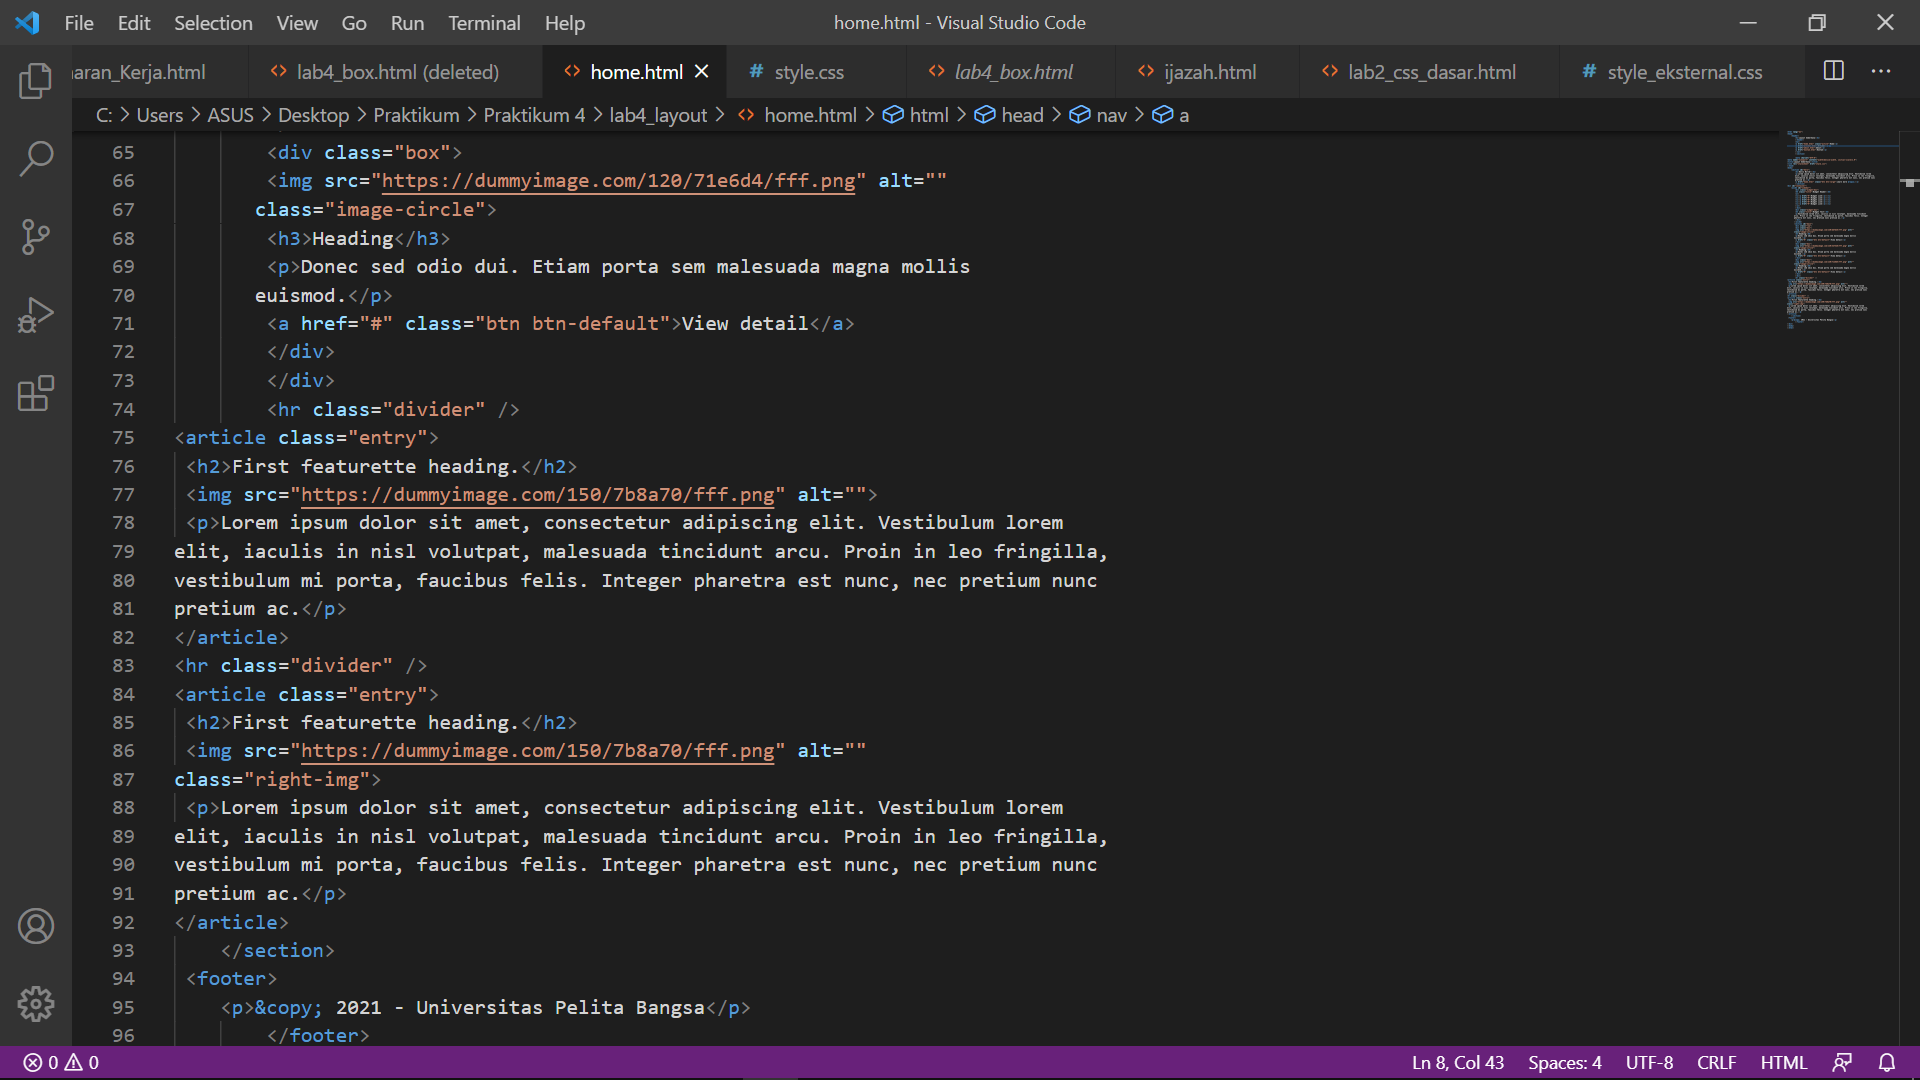 File Edit Selection View Go Run Terminal Help
home.html - Visual Studio Code
aran_Kerja.html
lab4_box.html (deleted)
home.html
# style.css
lab4_box.html
ijazah.html
lab2_css_dasar.html
# style_eksternal.css
C: > Users > ASUS > Desktop > Praktikum > Praktikum 4 > lab4_layout > home.html > html > head > nav > a
65 <div class="box">
66 <img src="https://dummyimage.com/120/71e6d4/fff.png" alt=""
67 class="image-circle">
68 <h3>Heading</h3>
69 <p>Donec sed odio dui. Etiam porta sem malesuada magna mollis
70 euismod.</p>
71 <a href="#" class="btn btn-default">View detail</a>
72 </div>
73 </div>
74 <hr class="divider" />
75 <article class="entry">
76 <h2>First featurette heading.</h2>
77 <img src="https://dummyimage.com/150/7b8a70/fff.png" alt="">
78 <p>Lorem ipsum dolor sit amet, consectetur adipiscing elit. Vestibulum lorem
79 elit, iaculis in nisl volutpat, malesuada tincidunt arcu. Proin in leo fringilla,
80 vestibulum mi porta, faucibus felis. Integer pharetra est nunc, nec pretium nunc
81 pretium ac.</p>
82 </article>
83 <hr class="divider" />
84 <article class="entry">
85 <h2>First featurette heading.</h2>
86 <img src="https://dummyimage.com/150/7b8a70/fff.png" alt=""
87 class="right-img">
88 <p>Lorem ipsum dolor sit amet, consectetur adipiscing elit. Vestibulum lorem
89 elit, iaculis in nisl volutpat, malesuada tincidunt arcu. Proin in leo fringilla,
90 vestibulum mi porta, faucibus felis. Integer pharetra est nunc, nec pretium nunc
91 pretium ac.</p>
92 </article>
93 </section>
94 <footer>
95 <p>&copy; 2021 - Universitas Pelita Bangsa</p>
96 </footer>
0 0
Ln 8, Col 43 Spaces: 4 UTF-8 CRLF HTML